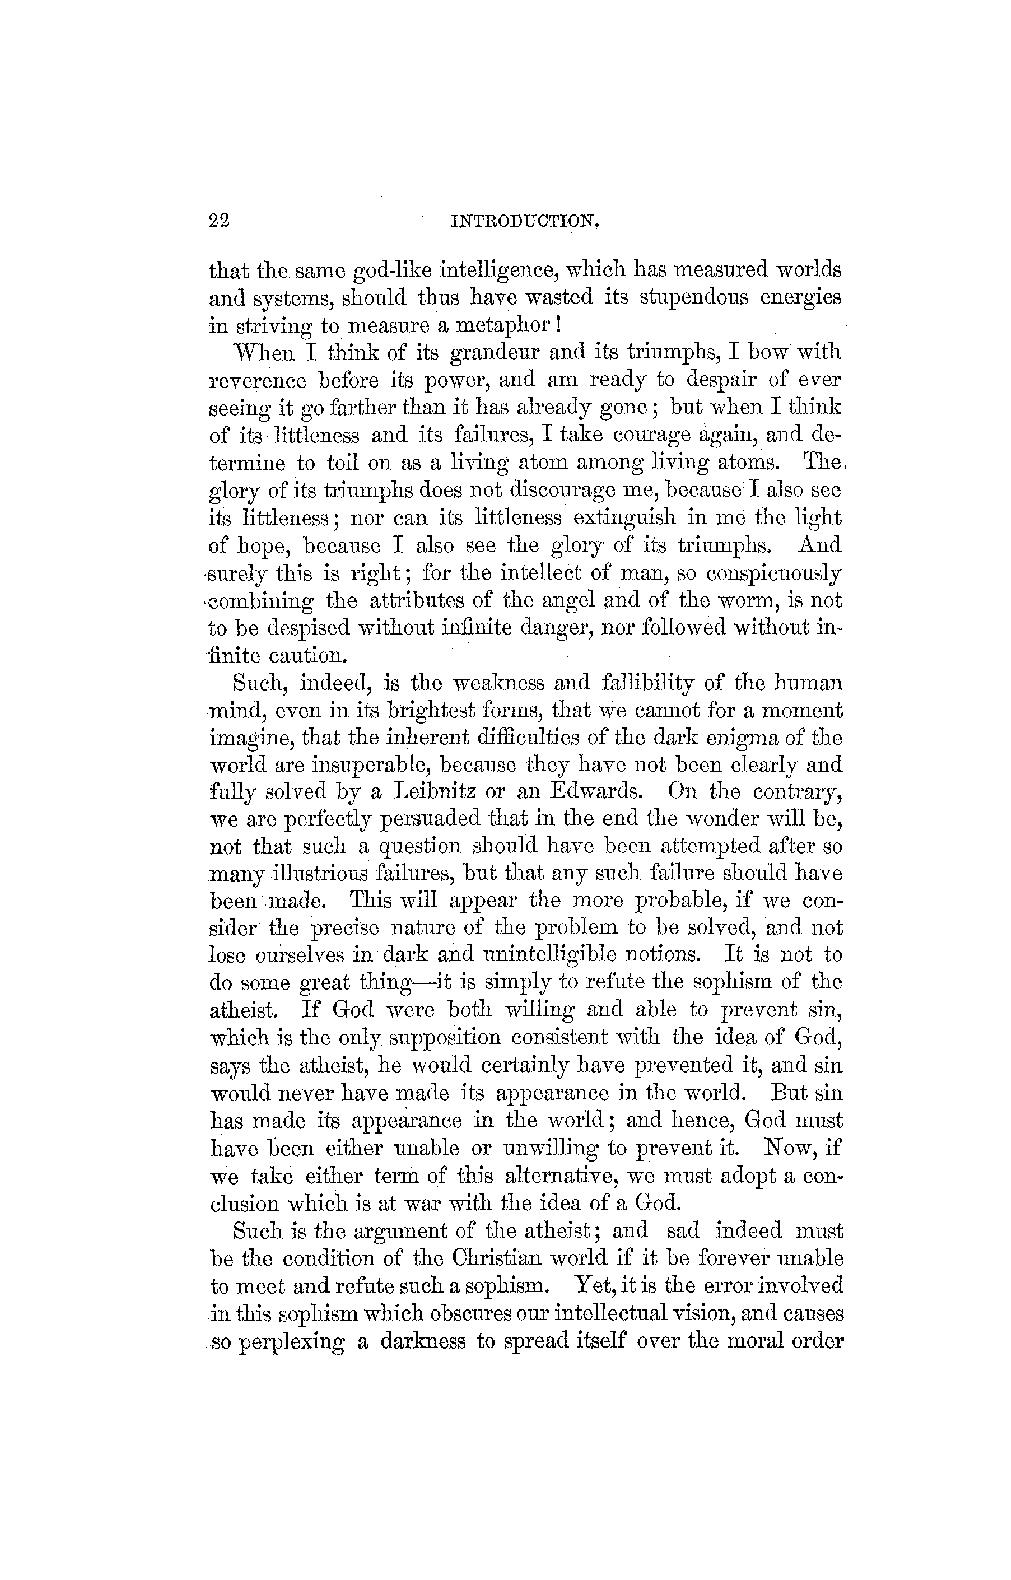 22 INTRODUCTION.
that the same god-like intelligence, which has measured worlds
and systems, should thus have wasted its stupendous energies
in striving to measure a metaphor!
When I think of its grandeur and its triumphs, I bow with
reverence before its power, and am ready to despair of ever
seeing it go farther than it has already gone; but when I think
of its littleness and its failures, I take courage again, and de-
termine to toil on as a living atom among living atoms. The
glory of its triumphs does not discourage me, because I also see
its littleness; nor can its littleness extinguish in me the light
of hope, because I also see the glory of its triumphs. And
surely this is right; for the intellect of man, so conspicuously
combining the attributes of the angel and of the worm, is not
to be despised without infinite danger, nor followed without in-
finite caution.
Such, indeed, is the weakness and fallibility of the human
mind, even in its brightest forms, that we cannot for a moment
imagine, that the inherent difficulties of the dark enigma of the
world are insuperable, because they have not been clearly and
fully solved by a Leibnitz or an Edwards. On the contrary,
we are perfectly persuaded that in the end the wonder will be,
not that such a question should have been attempted after so
many illustrious failures, but that any such failure should have
been made. This will appear the more probable, if we con-
sider the precise nature of the problem to be solved, and not
lose ourselves in dark and unintelligible notions. It is not to
do some great thing—it is simply to refute the sophism of the
atheist. If God were both willing and able to prevent sin,
which is the only supposition consistent with the idea of God,
says the atheist, he would certainly have prevented it, and sin
would never have made its appearance in the world. But sin
has made its appearance in the world; and hence, God must
have been either unable or unwilling to prevent it. Now, if
we take either term of this alternative, we must adopt a con-
clusion which is at war with the idea of a God.
Such is the argument of the atheist; and sad indeed must
be the condition of the Christian world if it be forever unable
to meet and refute such a sophism. Yet, it is the error involved
in this sophism which obscures our intellectual vision, and causes
so perplexing a darkness to spread itself over the moral order